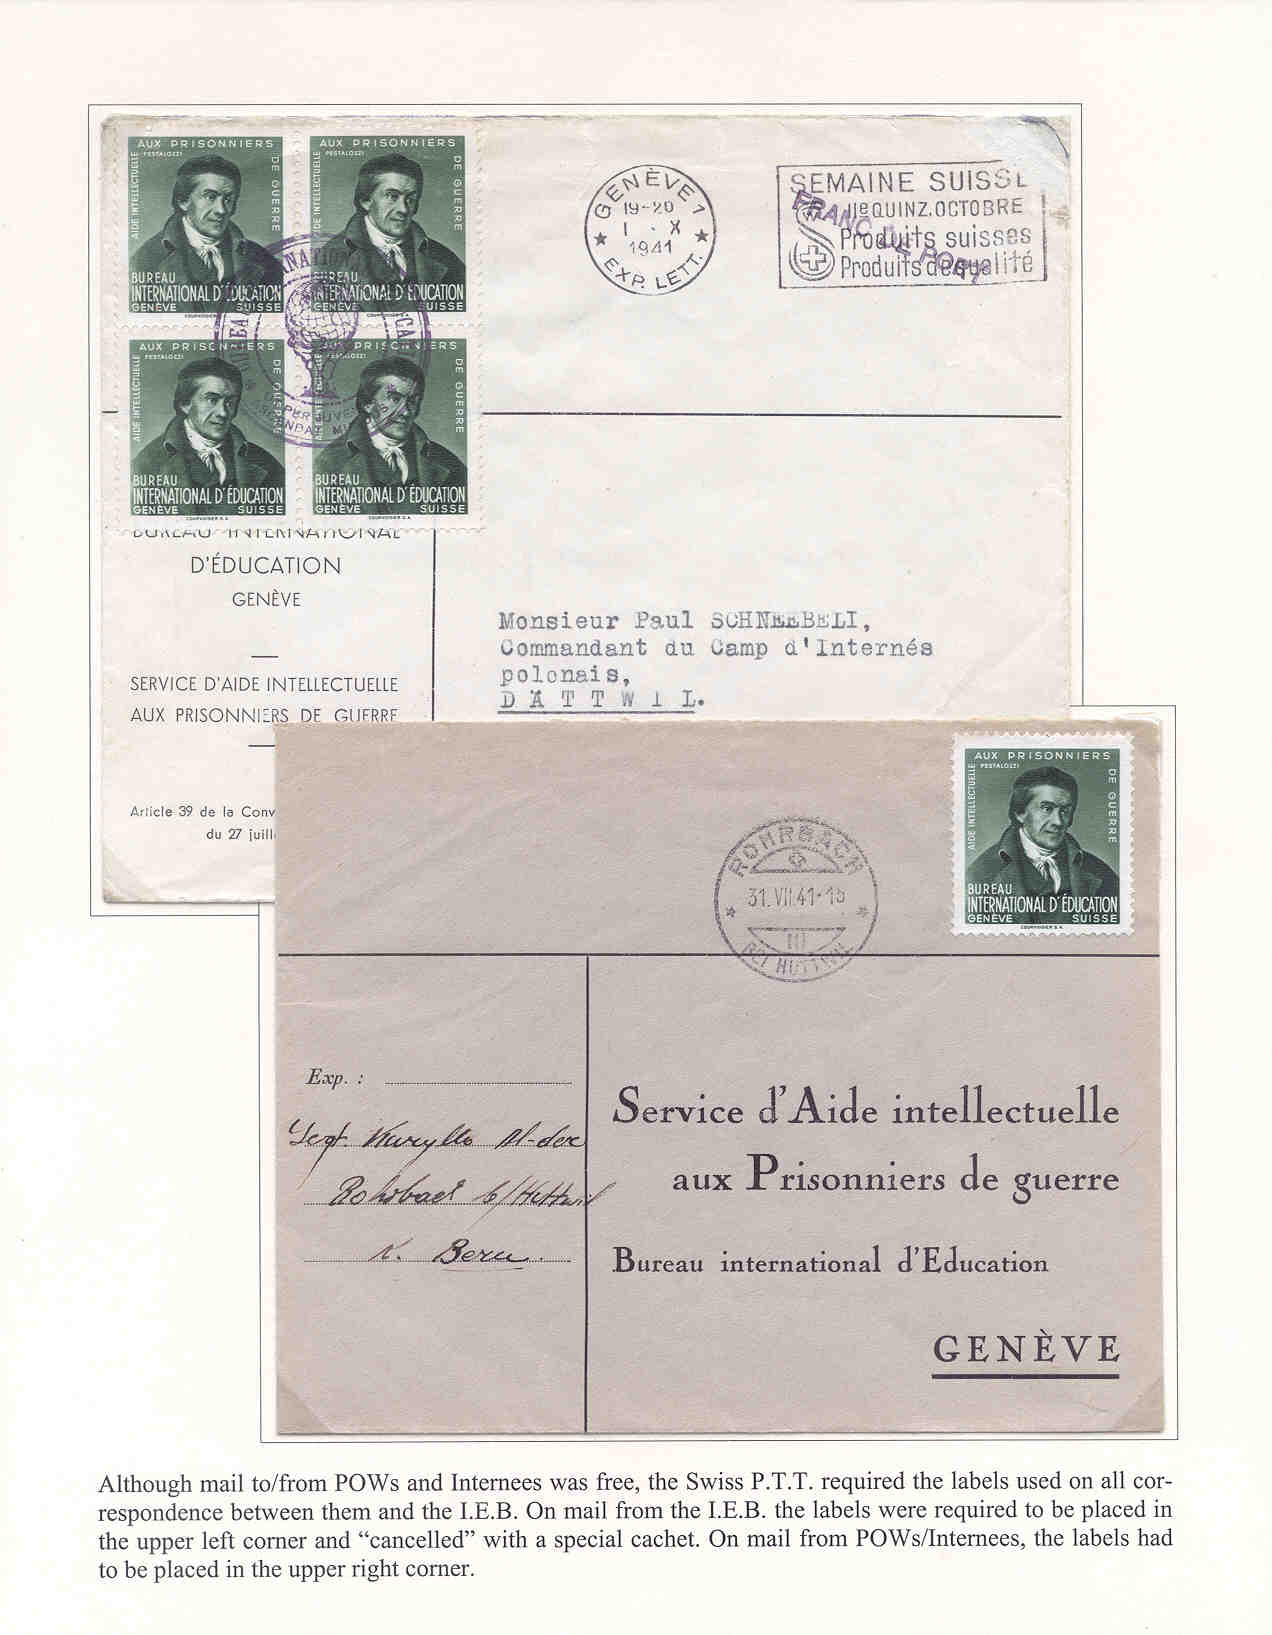 AUX PRISONNIERS
DE GUERRE
AIDE INTELLECTUELLE
PESTALOZZI
BUREAU
INTERNATIONAL D'ÉDUCATION
GENÈVE SUISSE
COURVOISIER S.A.
AUX PRISONNIERS
DE GUERRE
AIDE INTELLECTUELLE
PESTALOZZI
BUREAU
INTERNATIONAL D'ÉDUCATION
GENÈVE SUISSE
COURVOISIER S.A.
GENÈVE 1
19-20
1 . X
1941
EXP. LETT.
SEMAINE SUISSE
IIe QUINZ. OCTOBRE
Produits suisses
Produits de qualité
FRANC DE PORT
AUX PRISONNIERS
DE GUERRE
AIDE INTELLECTUELLE
PESTALOZZI
BUREAU
INTERNATIONAL D'ÉDUCATION
GENÈVE SUISSE
COURVOISIER S.A.
AUX PRISONNIERS
DE GUERRE
AIDE INTELLECTUELLE
PESTALOZZI
BUREAU
INTERNATIONAL D'ÉDUCATION
GENÈVE SUISSE
COURVOISIER S.A.
BUREAU INTERNATIONAL
D'ÉDUCATION
GENÈVE
SERVICE D'AIDE INTELLECTUELLE
AUX PRISONNIERS DE GUERRE
Article 39 de la Conv
du 27 juill
Monsieur Paul SCHNEEBELI,
Commandant du Camp d'Internés
polonais,
DÄTTWIL.
AUX PRISONNIERS
DE GUERRE
AIDE INTELLECTUELLE
PESTALOZZI
BUREAU
INTERNATIONAL D'ÉDUCATION
GENÈVE SUISSE
COURVOISIER S.A.
ROHRBACH
31.VII.41-15
III
BEI HUTTWIL
Exp. :
Rohrbach b/Huttwil
K. Bern.
Service d'Aide intellectuelle
aux Prisonniers de guerre
Bureau international d'Education
GENÈVE
Although mail to/from POWs and Internees was free, the Swiss P.T.T. required the labels used on all cor-
respondence between them and the I.E.B. On mail from the I.E.B. the labels were required to be placed in
the upper left corner and “cancelled” with a special cachet. On mail from POWs/Internees, the labels had
to be placed in the upper right corner.